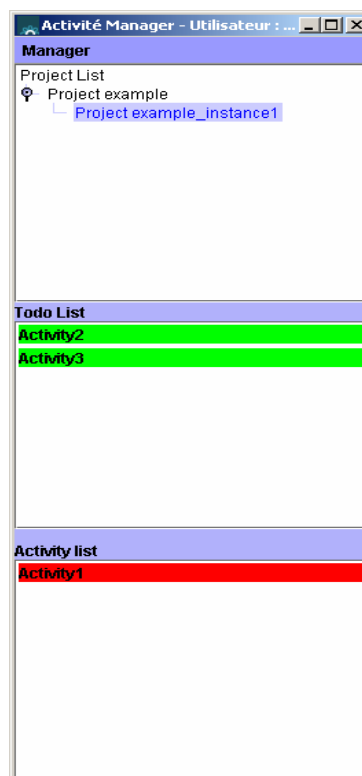 Activité Manager - Utilisateur : ...
Manager
Project List
Project example
Project example_instance1
Todo List
Activity2
Activity3
Activity list
Activity1